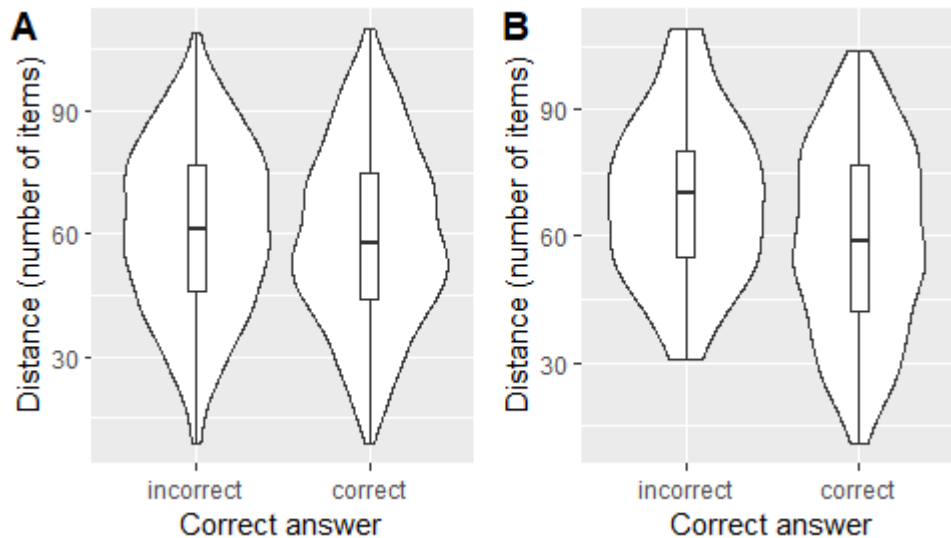 A
Distance (number of items)
90
60
30
incorrect correct
Correct answer
B
Distance (number of items)
90
60
30
incorrect correct
Correct answer